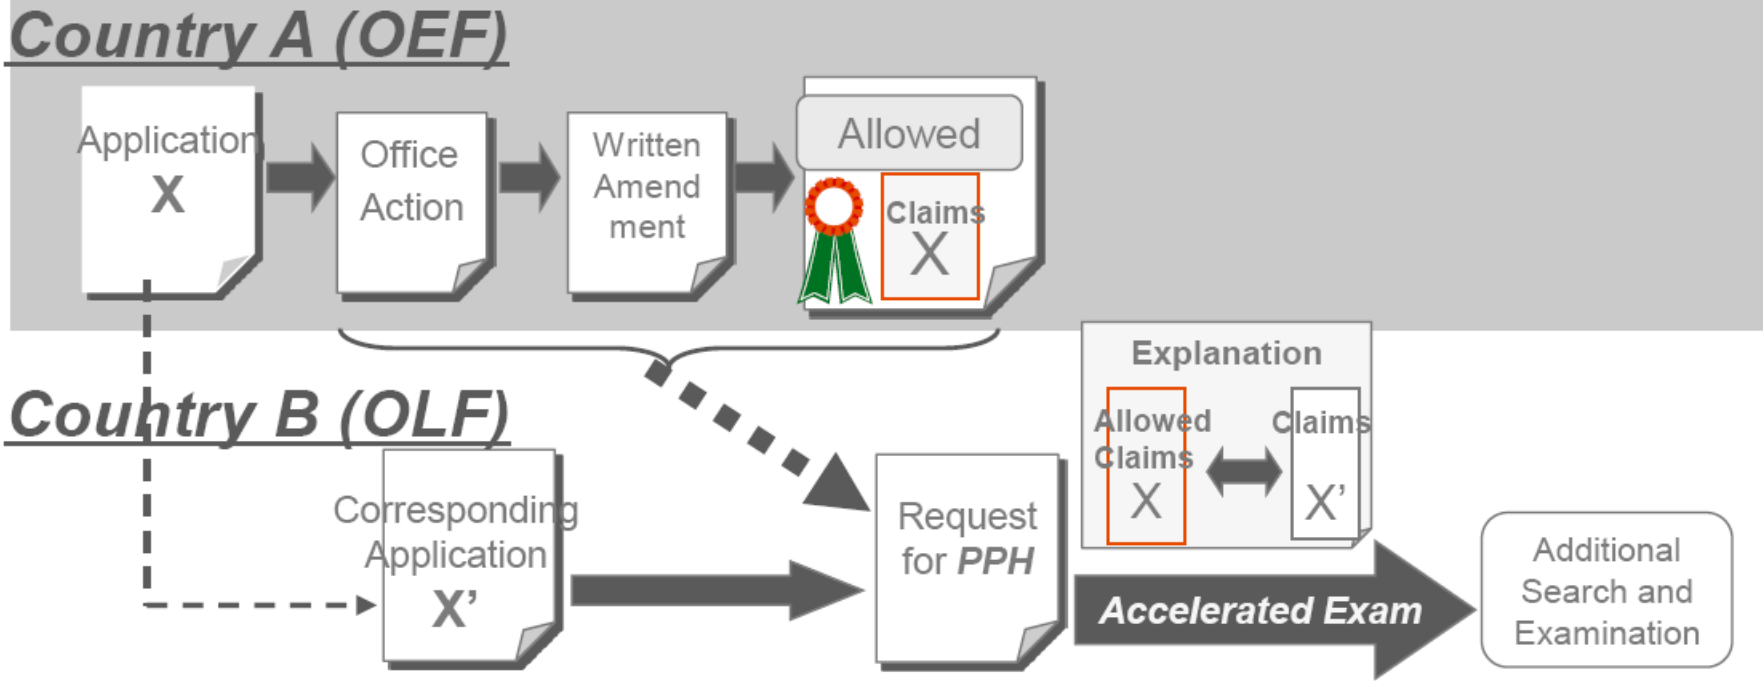 Country A (OEF)
Application
X
Office
Action
Written
Amend
ment
Allowed
Claims
X
Country B (OLF)
Corresponding
Application
X’
Request
for PPH
Explanation
Allowed
Claims
X
Claims
X’
Accelerated Exam
Additional
Search and
Examination